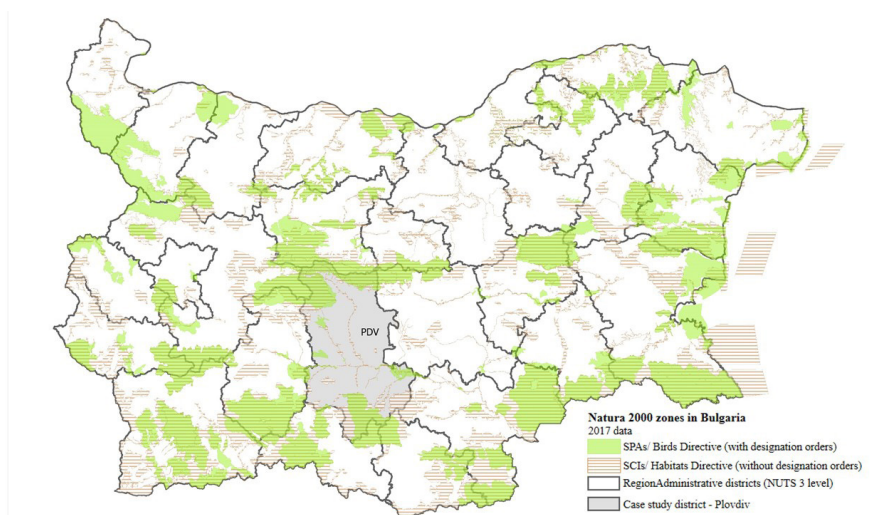 PDV
Natura 2000 zones in Bulgaria
2017 data
SPAs/ Birds Directive (with designation orders)
SCIs/ Habitats Directive (without designation orders)
RegionAdministrative districts (NUTS 3 level)
Case study district - Plovdiv